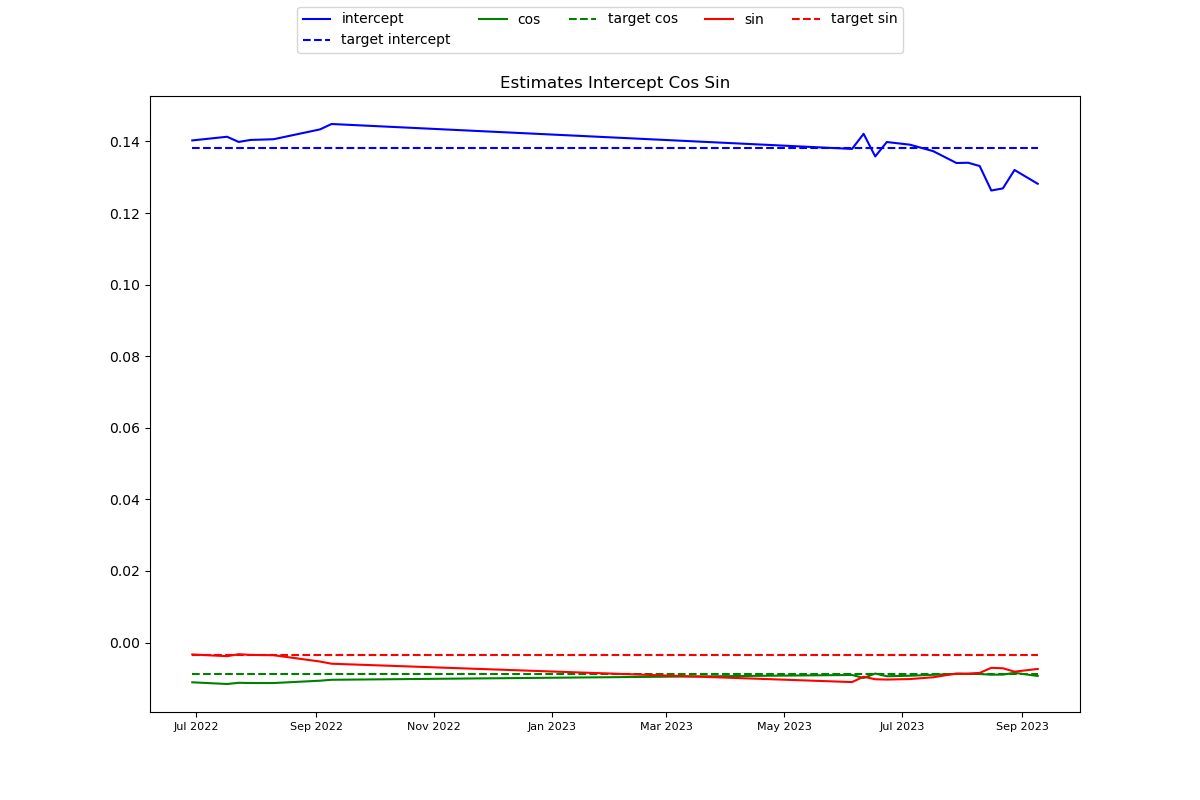 intercept cos target cos sin target sin
target intercept
Estimates Intercept Cos Sin
0.14
0.12
0.10
0.08
0.06
0.04
0.02
0.00
Jul 2022 Sep 2022 Nov 2022 Jan 2023 Mar 2023 May 2023 Jul 2023 Sep 2023